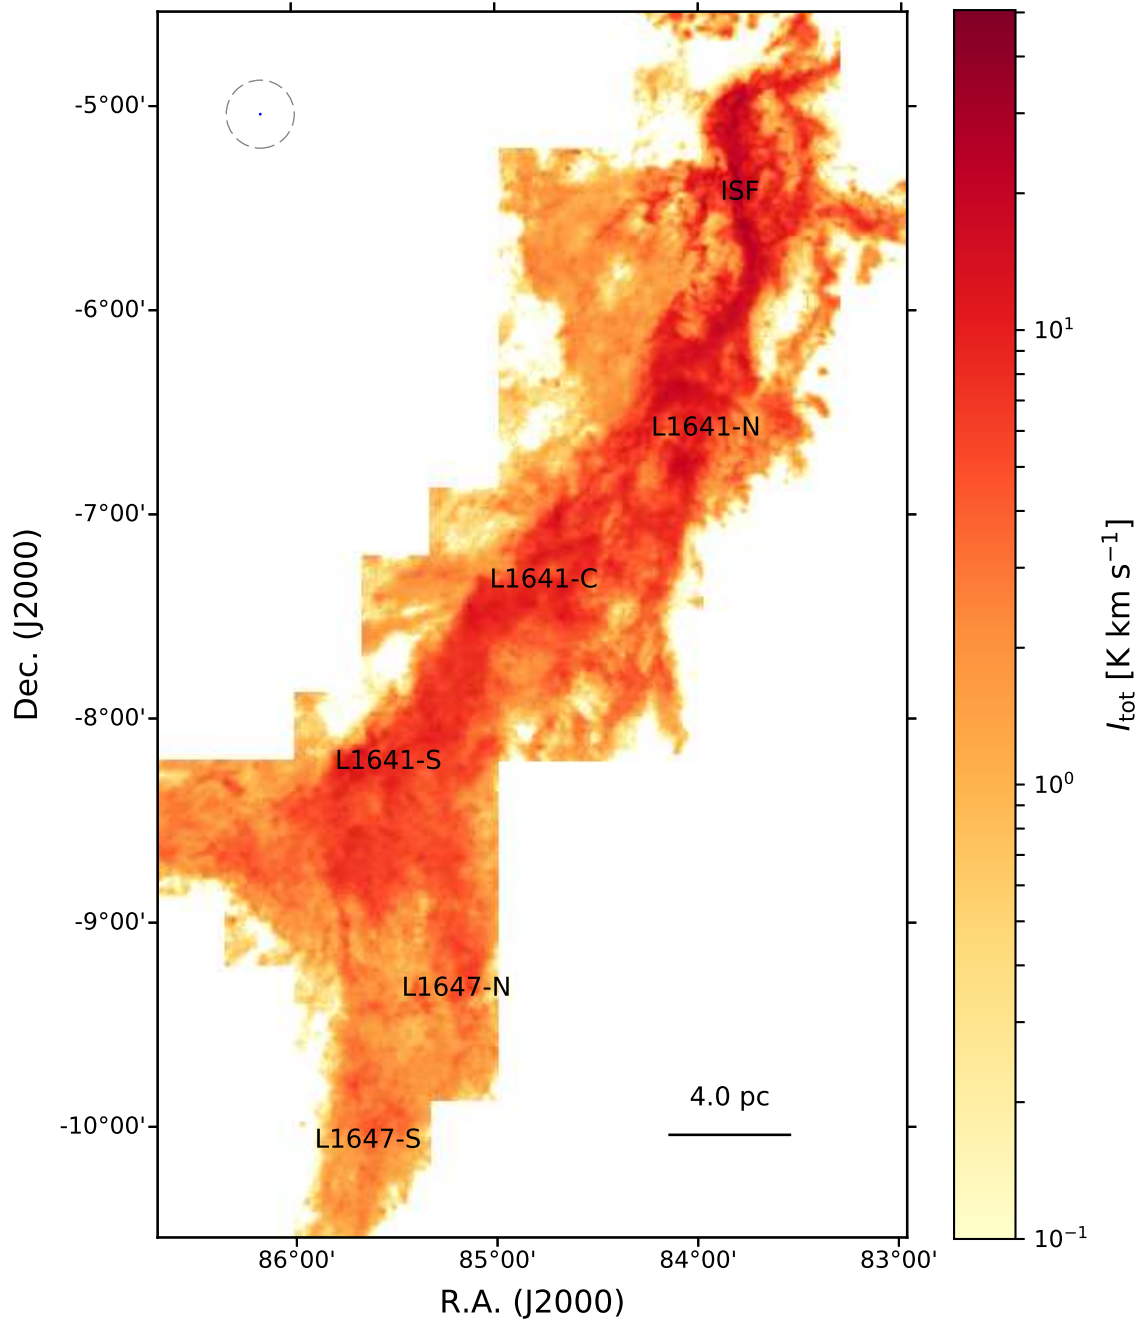 -5°00'
-6°00'
-7°00'
-8°00'
-9°00'
-10°00'
Dec. (J2000)
ISF
L1641-N
L1641-C
L1641-S
L1647-N
L1647-S
4.0 pc
86°00'
85°00'
84°00'
83°00'
R.A. (J2000)
10¹
10⁰
10⁻¹
I_tot [K km s⁻¹]